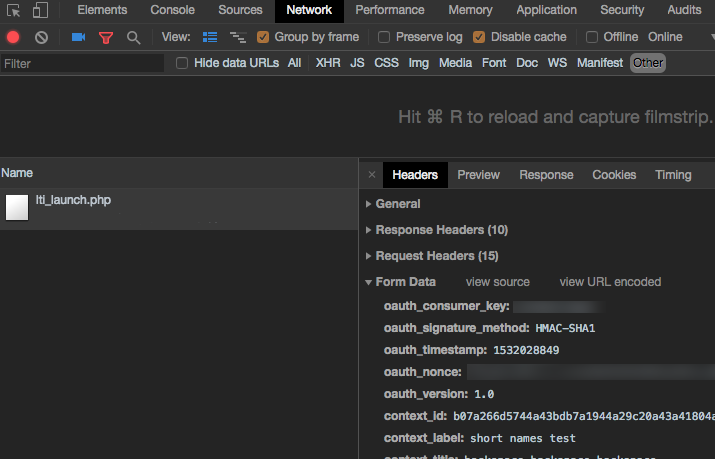 Elements Console Sources Network Performance Memory Application Security Audits
View: Group by frame Preserve log Disable cache Offline Online
Filter Hide data URLs All XHR JS CSS Img Media Font Doc WS Manifest Other
Hit ⌘ R to reload and capture filmstrip.
Name
lti_launch.php
× Headers Preview Response Cookies Timing
General
Response Headers (10)
Request Headers (15)
Form Data view source view URL encoded
oauth_consumer_key:
oauth_signature_method: HMAC-SHA1
oauth_timestamp: 1532028849
oauth_nonce:
oauth_version: 1.0
context_id: b07a266d5744a43bdb7a1944a29c20a43a41804a
context_label: short names test
context_title: backspace backspace backspace